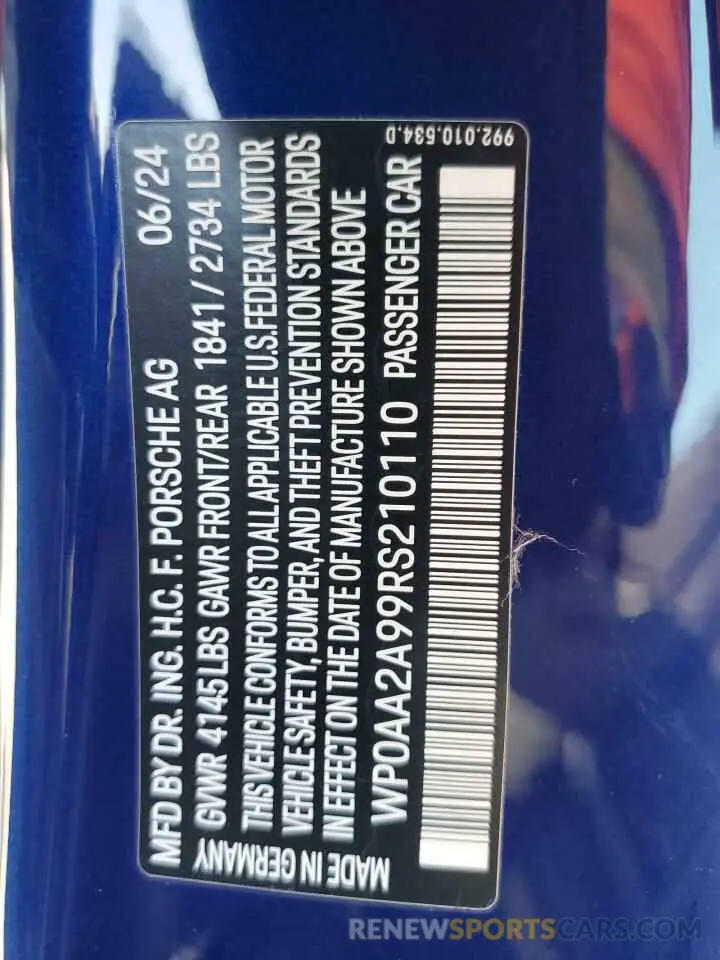 MFD BY DR. ING. H.C. F. PORSCHE AG 06/24
GVWR 4145 LBS GAWR FRONT/REAR 1841 / 2734 LBS
THIS VEHICLE CONFORMS TO ALL APPLICABLE U.S. FEDERAL MOTOR
VEHICLE SAFETY, BUMPER, AND THEFT PREVENTION STANDARDS
IN EFFECT ON THE DATE OF MANUFACTURE SHOWN ABOVE
WP0AA2A99RS210110 PASSENGER CAR
MADE IN GERMANY
992.010.534.D
RENEWSPORTSCARS.COM